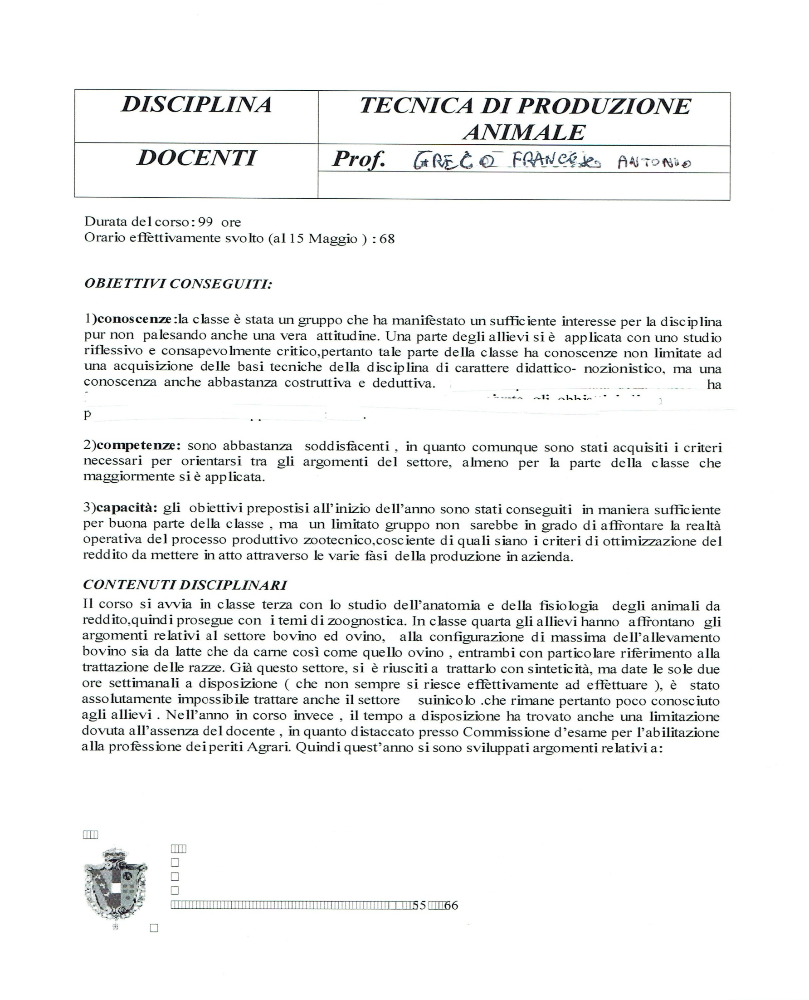 DISCIPLINA
TECNICA DI PRODUZIONE
ANIMALE
DOCENTI
Prof. GRECO FRANCESCO ANTONIO
Durata del corso: 99 ore
Orario effettivamente svolto (al 15 Maggio ) : 68
OBIETTIVI CONSEGUITI:
1)conoscenze:la classe è stata un gruppo che ha manifestato un sufficiente interesse per la disciplina
pur non palesando anche una vera attitudine. Una parte degli allievi si è applicata con uno studio
riflessivo e consapevolmente critico,pertanto tale parte della classe ha conoscenze non limitate ad
una acquisizione delle basi tecniche della disciplina di carattere didattico- nozionistico, ma una
conoscenza anche abbastanza costruttiva e deduttiva. ha
gli
p .
2)competenze: sono abbastanza soddisfacenti , in quanto comunque sono stati acquisiti i criteri
necessari per orientarsi tra gli argomenti del settore, almeno per la parte della classe che
maggiormente si è applicata.
3)capacità: gli obiettivi prepostisi all'inizio dell'anno sono stati conseguiti in maniera sufficiente
per buona parte della classe , ma un limitato gruppo non sarebbe in grado di affrontare la realtà
operativa del processo produttivo zootecnico,cosciente di quali siano i criteri di ottimizzazione del
reddito da mettere in atto attraverso le varie fasi della produzione in azienda.
CONTENUTI DISCIPLINARI
Il corso si avvia in classe terza con lo studio dell'anatomia e della fisiologia degli animali da
reddito,quindi prosegue con i temi di zoognostica. In classe quarta gli allievi hanno affrontano gli
argomenti relativi al settore bovino ed ovino, alla configurazione di massima dell'allevamento
bovino sia da latte che da carne così come quello ovino , entrambi con particolare riferimento alla
trattazione delle razze. Già questo settore, si è riusciti a trattarlo con sinteticità, ma date le sole due
ore settimanali a disposizione ( che non sempre si riesce effettivamente ad effettuare ), è stato
assolutamente impossibile trattare anche il settore suinicolo .che rimane pertanto poco conosciuto
agli allievi . Nell'anno in corso invece , il tempo a disposizione ha trovato anche una limitazione
dovuta all'assenza del docente , in quanto distaccato presso Commissione d'esame per l'abilitazione
alla professione dei periti Agrari. Quindi quest'anno si sono sviluppati argomenti relativi a:
55 66